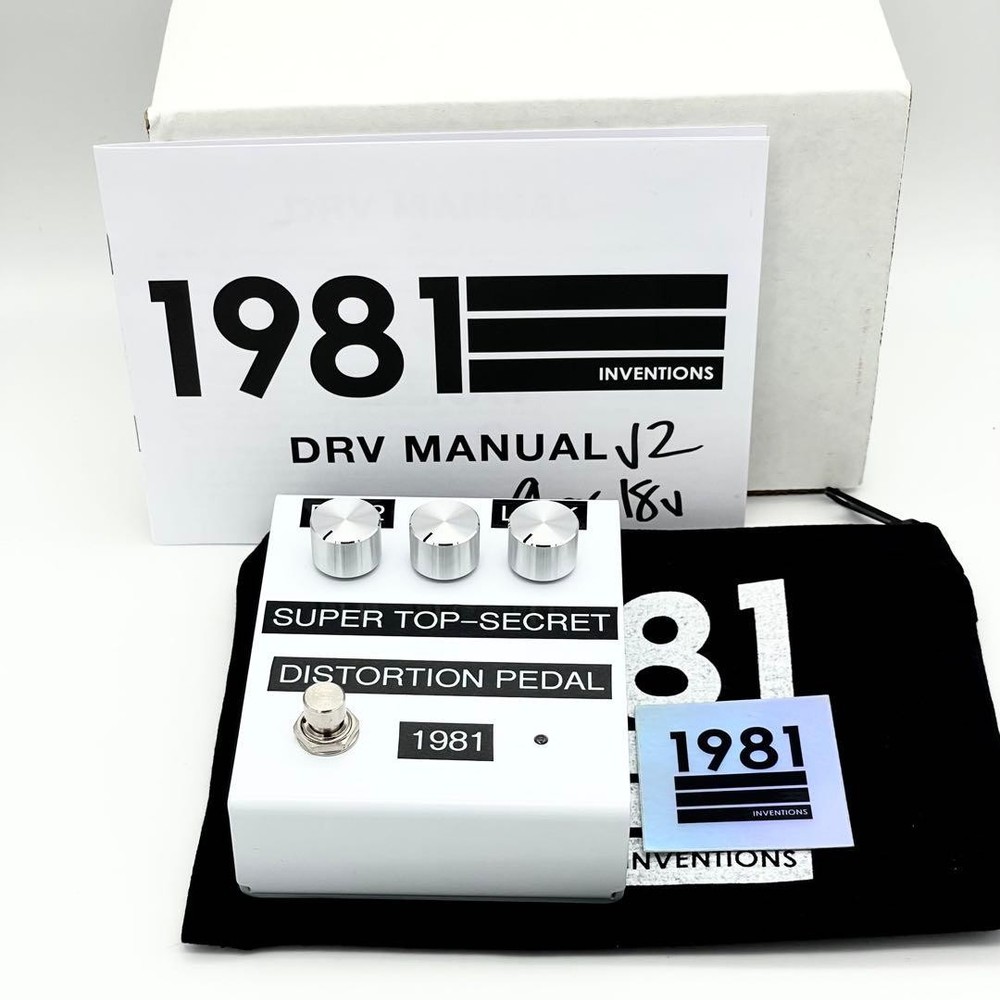 1981
INVENTIONS
DRV MANUAL V2
18v
SUPER TOP-SECRET
DISTORTION PEDAL
1981
81
INVENTIONS
1981
INVENTIONS